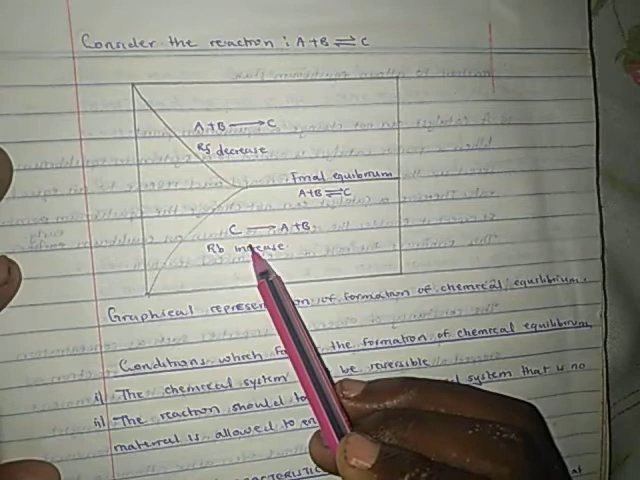 Consider the reaction: A+B ⇌ C
A+B ⟶ C
Rf decrease
Final equilibrium
A+B ⇌ C
C ⟶ A+B
Rb increase
Graphical of formation of chemical equilibrium.
Conditions which the formation of chemical equilibrium
i) The chemical system be reversible
ii) The reaction should system that is no
material is allowed to